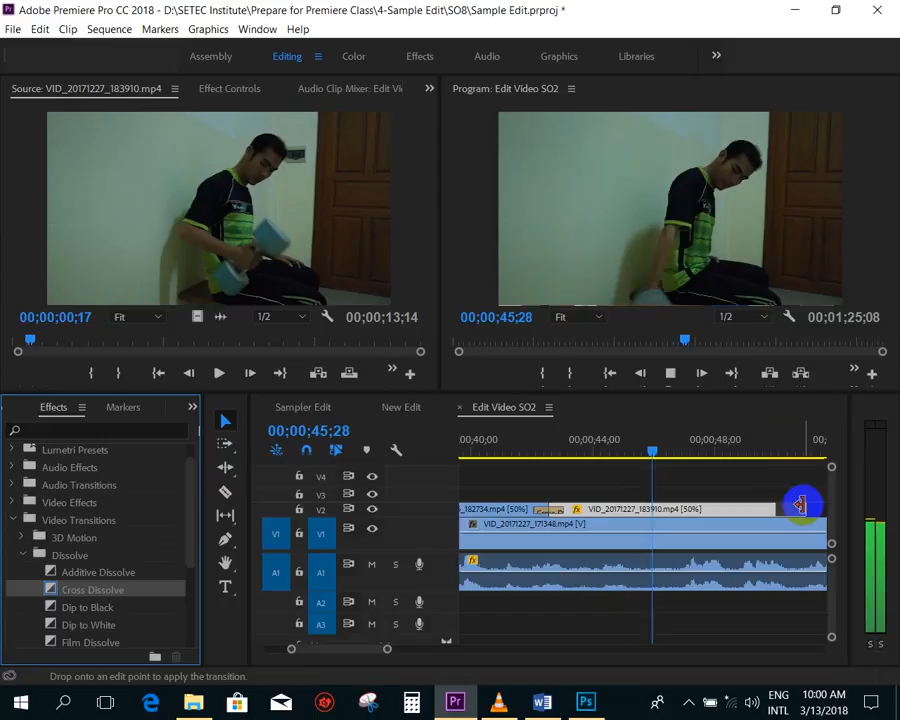 Adobe Premiere Pro CC 2018 - D:\SETEC Institute\Prepare for Premiere Class\4-Sample Edit\SO8\Sample Edit.prproj *
File Edit Clip Sequence Markers Graphics Window Help
Assembly Editing Color Effects Audio Graphics Libraries
Source: VID_20171227_183910.mp4 Effect Controls Audio Clip Mixer: Edit Vi Program: Edit Video SO2
00;00;00;17 Fit 1/2 00;00;13;14 00;00;45;28 Fit 1/2 00;01;25;08
Effects Markers Sampler Edit New Edit × Edit Video SO2
00;00;45;28 ;00;40;00 00;00;44;00 00;00;48;00 00;
Lumetri Presets
Audio Effects
Audio Transitions
Video Effects
Video Transitions
3D Motion
Dissolve
Additive Dissolve
Cross Dissolve
Dip to Black
Dip to White
Film Dissolve
V4
V3
V2 _182734.mp4 [50%] fx VID_20171227_183910.mp4 [50%]
V1 V1 fx VID_20171227_171348.mp4 [V]
A1 A1 M S fx
A2 M S
A3 M S
S S
Drop onto an edit point to apply the transition.
ENG 10:00 AM
INTL 3/13/2018